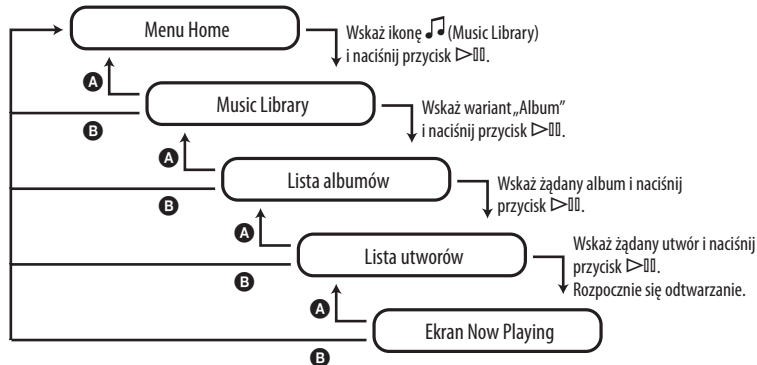 Menu Home
Wskaż ikonę ♫ (Music Library)
i naciśnij przycisk ▷II.
A
Music Library
B
Wskaż wariant „Album”
i naciśnij przycisk ▷II.
A
Lista albumów
B
Wskaż żądany album i naciśnij
przycisk ▷II.
A
Lista utworów
B
Wskaż żądany utwór i naciśnij
przycisk ▷II.
Rozpocznie się odtwarzanie.
A
Ekran Now Playing
B